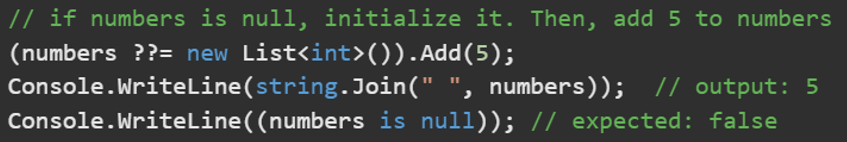 // if numbers is null, initialize it. Then, add 5 to numbers
(numbers ??= new List<int>()).Add(5);
Console.WriteLine(string.Join(" ", numbers));  // output: 5
Console.WriteLine((numbers is null)); // expected: false